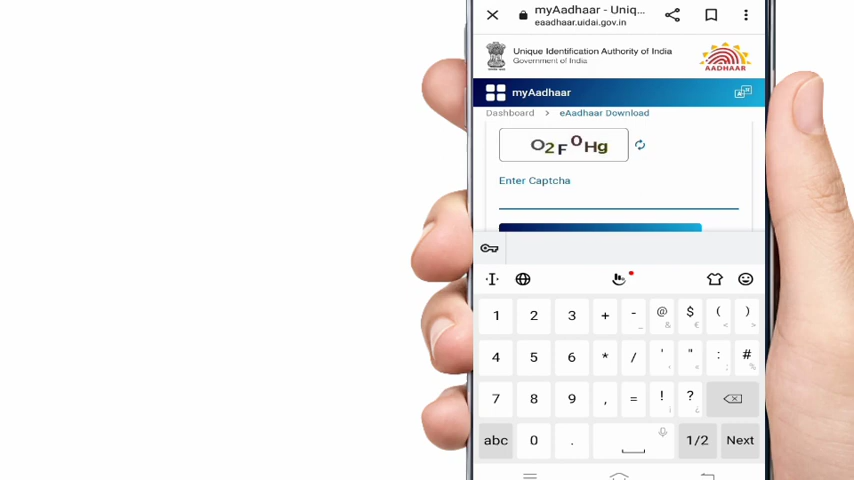 myAadhaar - Uniq...
eaadhaar.uidai.gov.in
Unique Identification Authority of India
Government of India
AADHAAR
myAadhaar
Dashboard > eAadhaar Download
O2FOHg
Enter Captcha
1 2 3 + - _ @ & $ € ( < ) >
4 5 6 * / ' ‹ " « : ; # %
7 8 9 , = ! ¡ ? ¿
abc 0 . 1/2 Next